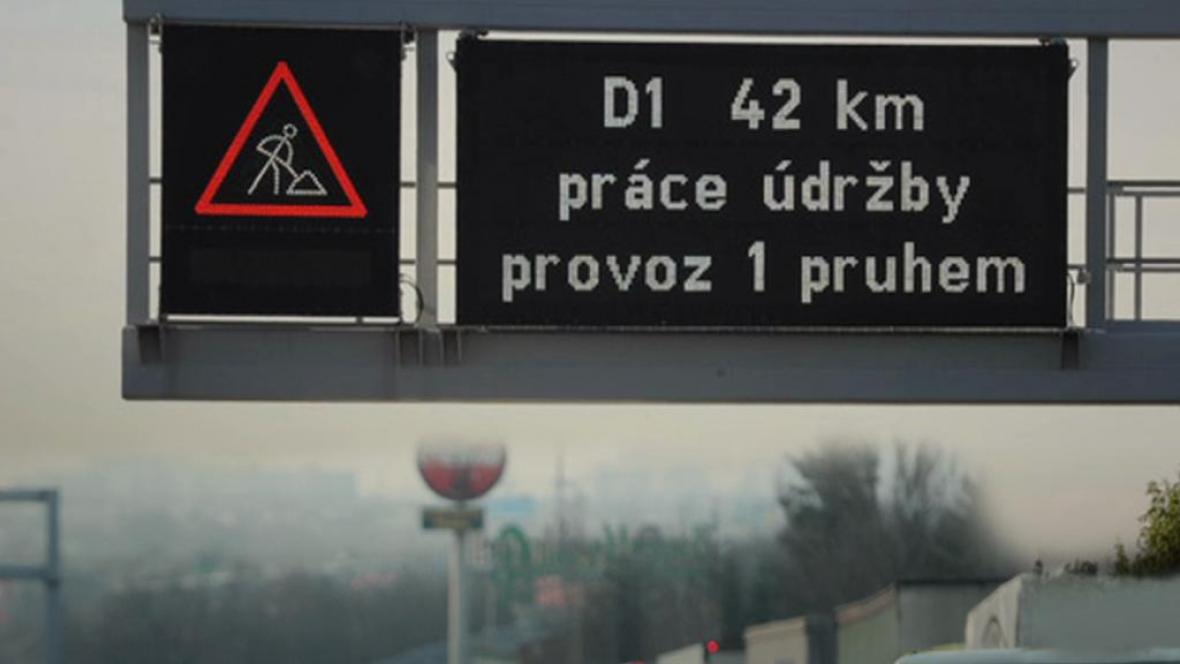 D1 42 km
práce údržby
provoz 1 pruhem